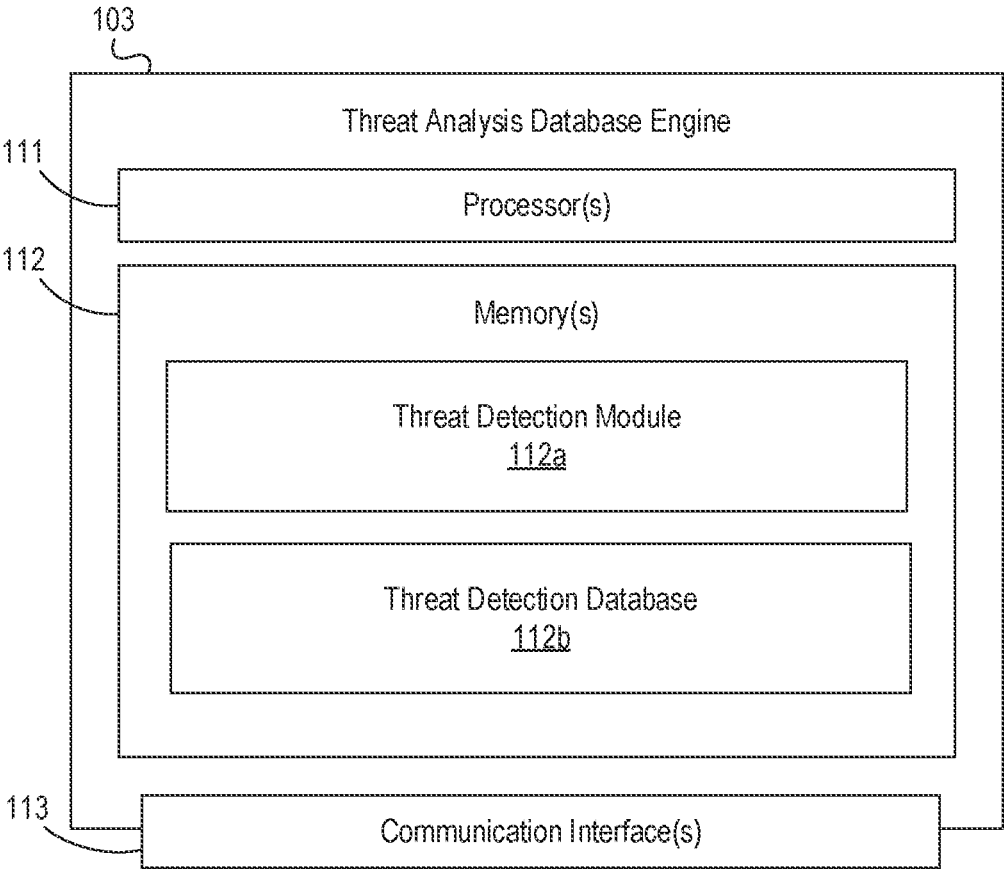 103
Threat Analysis Database Engine
111
Processor(s)
112
Memory(s)
Threat Detection Module
112a
Threat Detection Database
112b
113
Communication Interface(s)